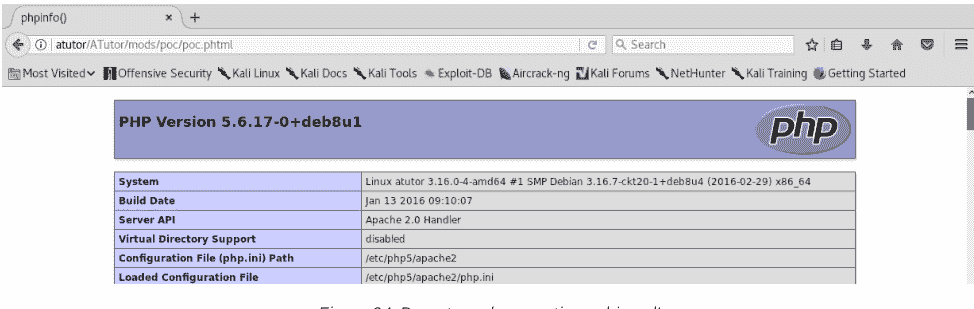 phpinfo()
atutor/ATutor/mods/poc/poc.phtml
Search
Most Visited
Offensive Security
Kali Linux
Kali Docs
Kali Tools
Exploit-DB
Aircrack-ng
Kali Forums
NetHunter
Kali Training
Getting Started
PHP Version 5.6.17-0+deb8u1
php
System Linux atutor 3.16.0-4-amd64 #1 SMP Debian 3.16.7-ckt20-1+deb8u4 (2016-02-29) x86_64
Build Date Jan 13 2016 09:10:07
Server API Apache 2.0 Handler
Virtual Directory Support disabled
Configuration File (php.ini) Path /etc/php5/apache2
Loaded Configuration File /etc/php5/apache2/php.ini